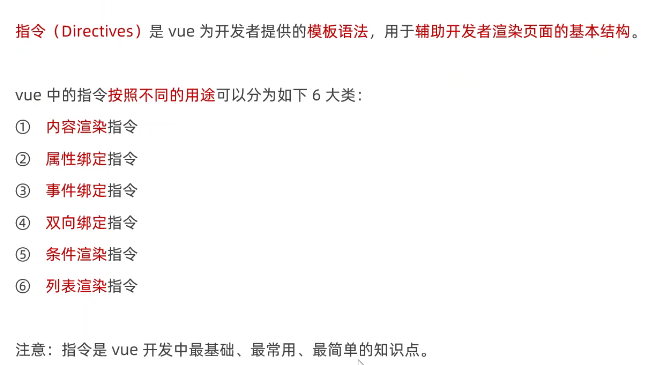 指令（Directives）是 vue 为开发者提供的模板语法，用于辅助开发者渲染页面的基本结构。
vue 中的指令按照不同的用途可以分为如下 6 大类：
① 内容渲染指令
② 属性绑定指令
③ 事件绑定指令
④ 双向绑定指令
⑤ 条件渲染指令
⑥ 列表渲染指令
注意：指令是 vue 开发中最基础、最常用、最简单的知识点。